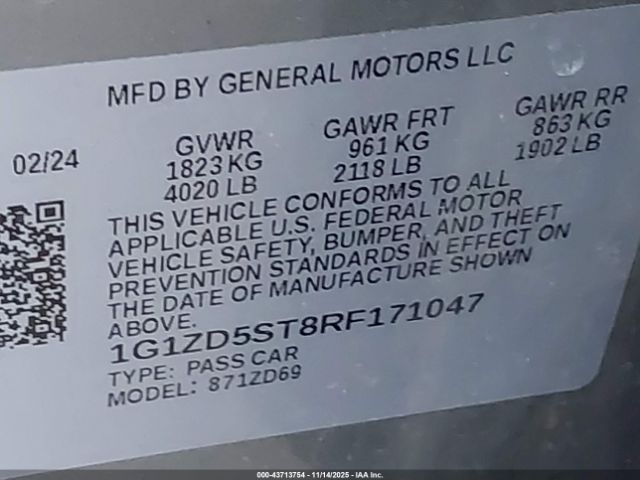 MFD BY GENERAL MOTORS LLC
02/24
GVWR
1823 KG
4020 LB
GAWR FRT
961 KG
2118 LB
GAWR RR
863 KG
1902 LB
THIS VEHICLE CONFORMS TO ALL
APPLICABLE U.S. FEDERAL MOTOR
VEHICLE SAFETY, BUMPER, AND THEFT
PREVENTION STANDARDS IN EFFECT ON
THE DATE OF MANUFACTURE SHOWN
ABOVE.
1G1ZD5ST8RF171047
TYPE: PASS CAR
MODEL: 871ZD69
000-43713754 - 11/14/2025 - IAA Inc.